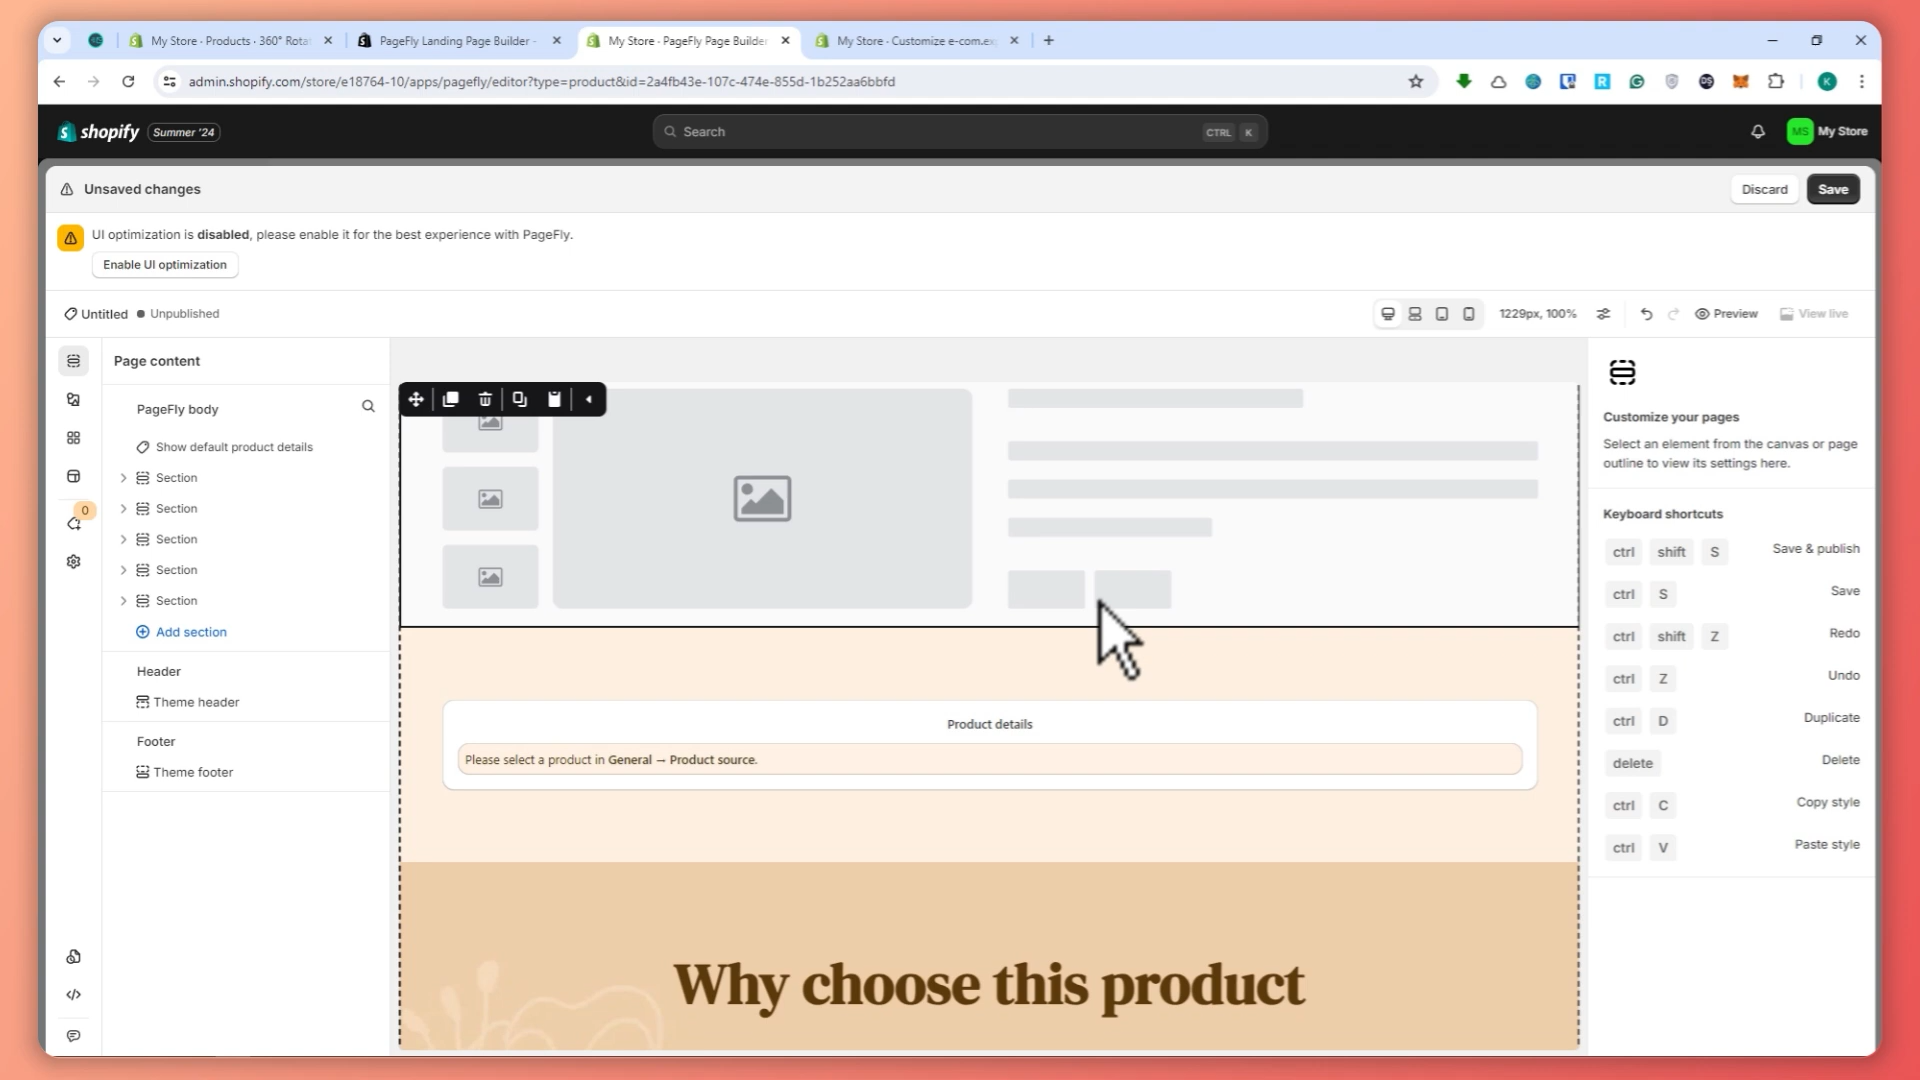 My Store · Products · 360° Rota
PageFly Landing Page Builder -
My Store · PageFly Page Builder
My Store · Customize e-com.ex
admin.shopify.com/store/e18764-10/apps/pagefly/editor?type=product&id=2a4fb43e-107c-474e-855d-1b252aa6bbfd
shopify
Summer '24
Search
CTRL K
MS My Store
Unsaved changes
Discard
Save
UI optimization is disabled, please enable it for the best experience with PageFly.
Enable UI optimization
Untitled
Unpublished
1229px, 100%
Preview
View live
Page content
PageFly body
Show default product details
Section
Section
Section
Section
Section
Add section
Header
Theme header
Footer
Theme footer
0
Product details
Please select a product in General → Product source.
Why choose this product
Customize your pages
Select an element from the canvas or page
outline to view its settings here.
Keyboard shortcuts
ctrl shift S Save & publish
ctrl S Save
ctrl shift Z Redo
ctrl Z Undo
ctrl D Duplicate
delete Delete
ctrl C Copy style
ctrl V Paste style